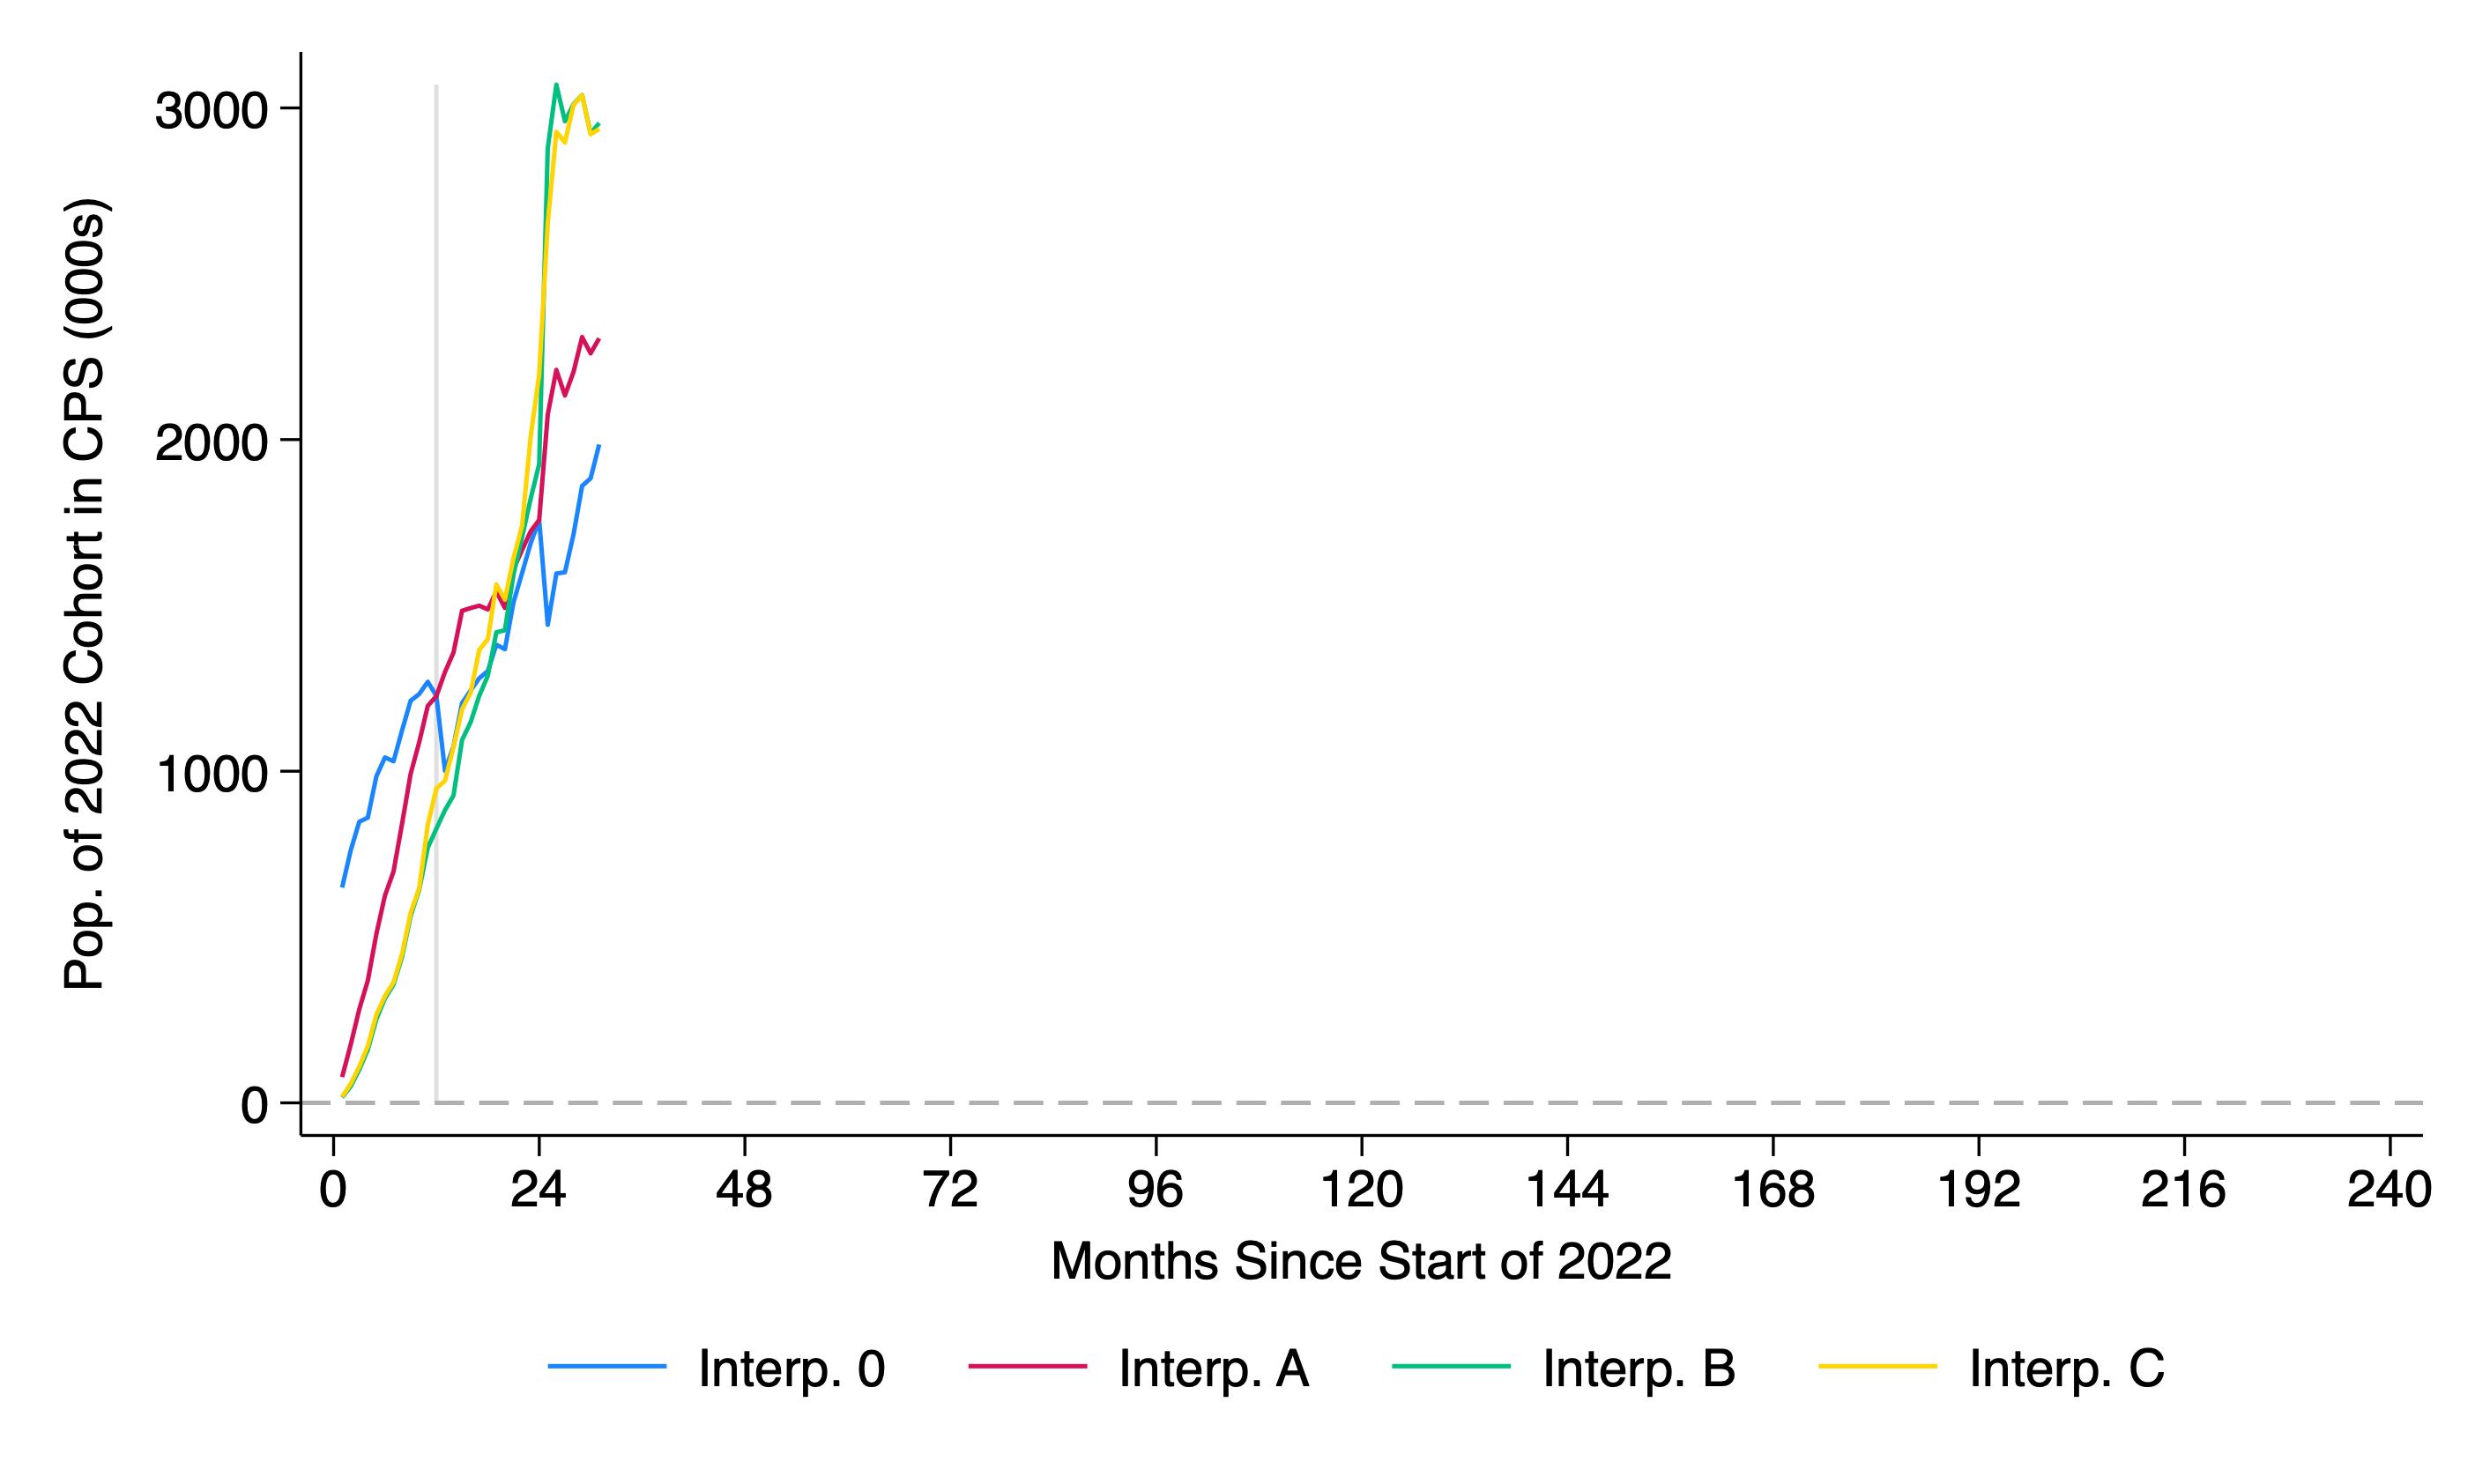 Pop. of 2022 Cohort in CPS (000s)
3000
2000
1000
0
0 24 48 72 96 120 144 168 192 216 240
Months Since Start of 2022
Interp. 0 Interp. A Interp. B Interp. C